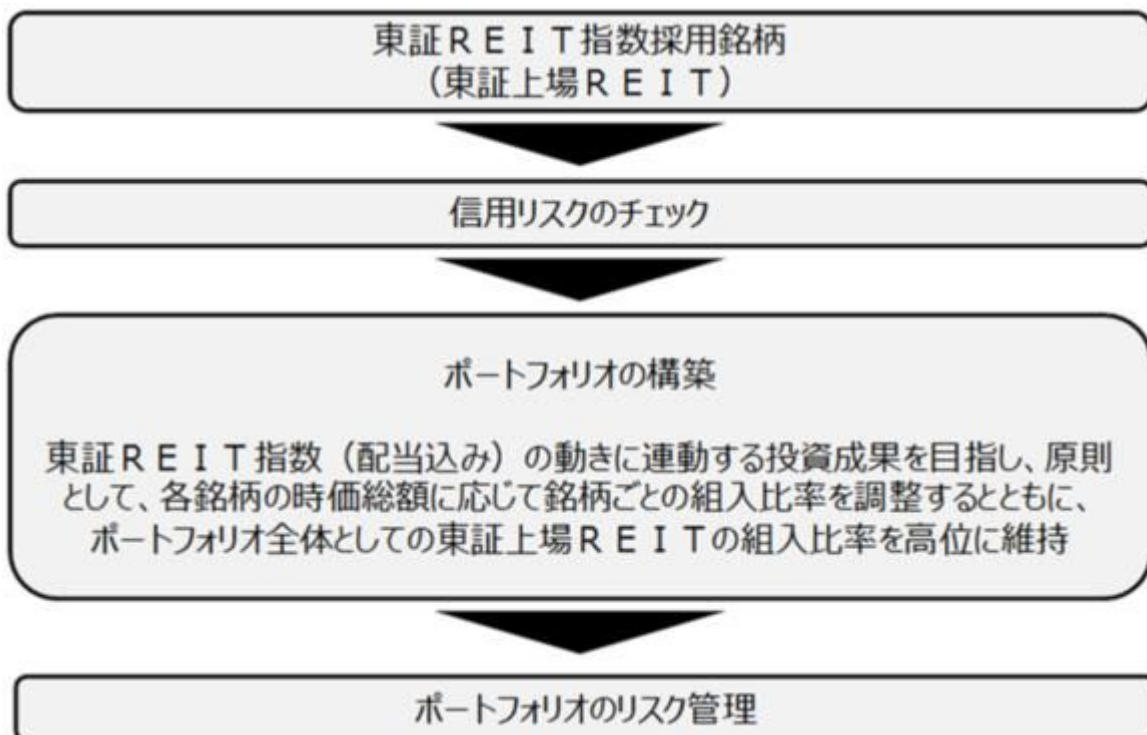 東証ＲＥＩＴ指数採用銘柄
（東証上場ＲＥＩＴ）
信用リスクのチェック
ポートフォリオの構築
東証ＲＥＩＴ指数（配当込み）の動きに連動する投資成果を目指し、原則
として、各銘柄の時価総額に応じて銘柄ごとの組入比率を調整するとともに、
ポートフォリオ全体としての東証上場ＲＥＩＴの組入比率を高位に維持
ポートフォリオのリスク管理